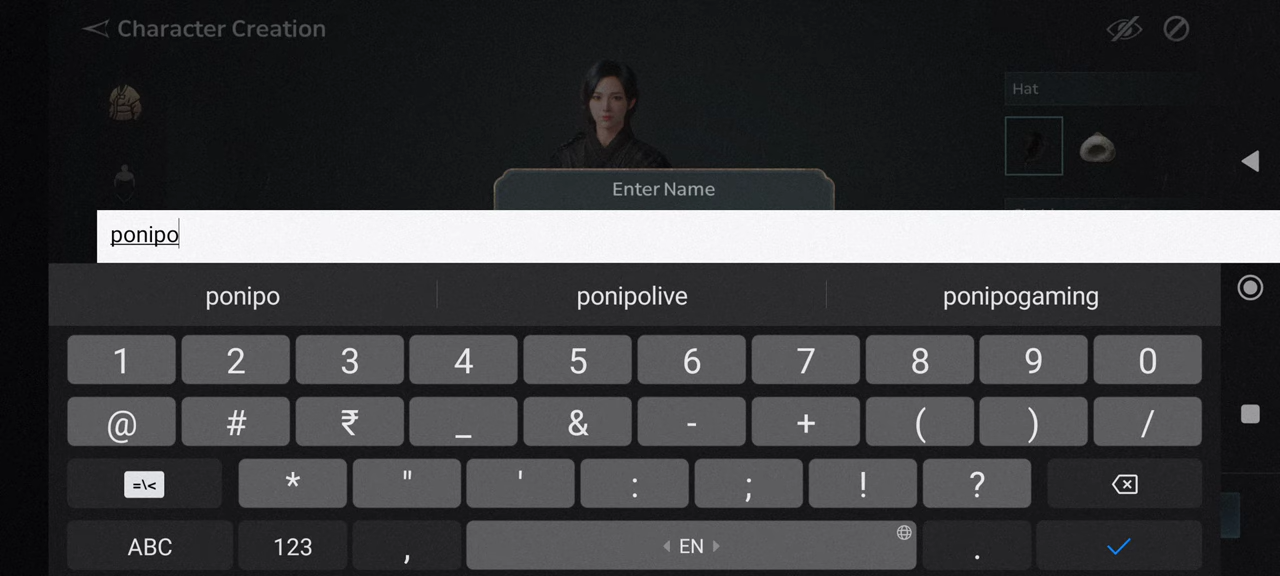 Character Creation
Hat
Enter Name
ponipo
ponipo ponipolive ponipogaming
1 2 3 4 5 6 7 8 9 0
@ # ₹ _ & - + ( ) /
=\< * " ' : ; ! ?
ABC 123 , EN .